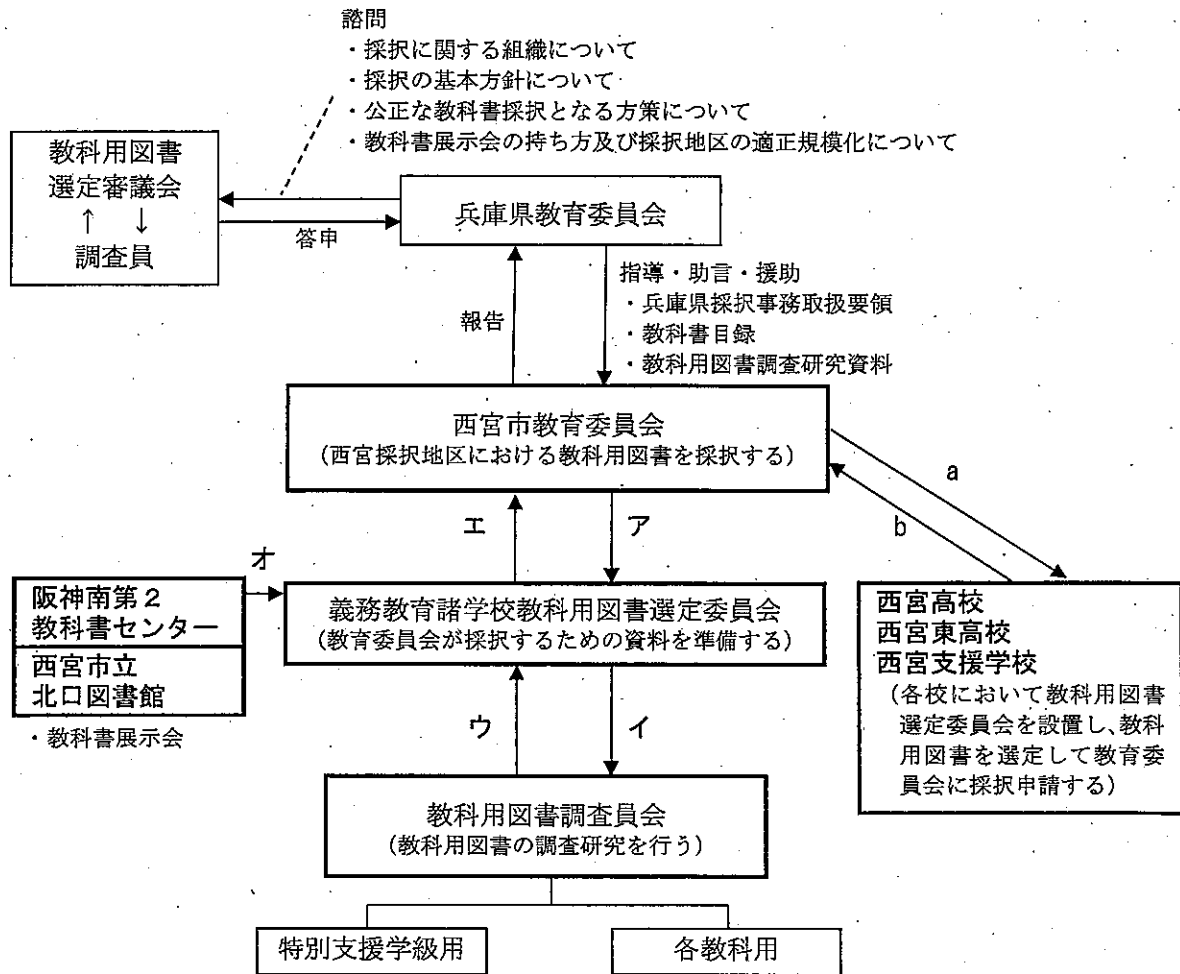 諮問
・採択に関する組織について
・採択の基本方針について
・公正な教科書採択となる方策について
・教科書展示会の持ち方及び採択地区の適正規模化について
教科用図書
選定審議会
↑ ↓
調査員
兵庫県教育委員会
答申
指導・助言・援助
・兵庫県採択事務取扱要領
・教科書目録
・教科用図書調査研究資料
報告
西宮市教育委員会
(西宮採択地区における教科用図書を採択する)
a
b
エ
ア
オ
阪神南第2
教科書センター
西宮市立
北口図書館
・教科書展示会
義務教育諸学校教科用図書選定委員会
(教育委員会が採択するための資料を準備する)
西宮高校
西宮東高校
西宮支援学校
(各校において教科用図書
選定委員会を設置し、教科
用図書を選定して教育委
員会に採択申請する)
ウ
イ
教科用図書調査員会
(教科用図書の調査研究を行う)
特別支援学級用
各教科用